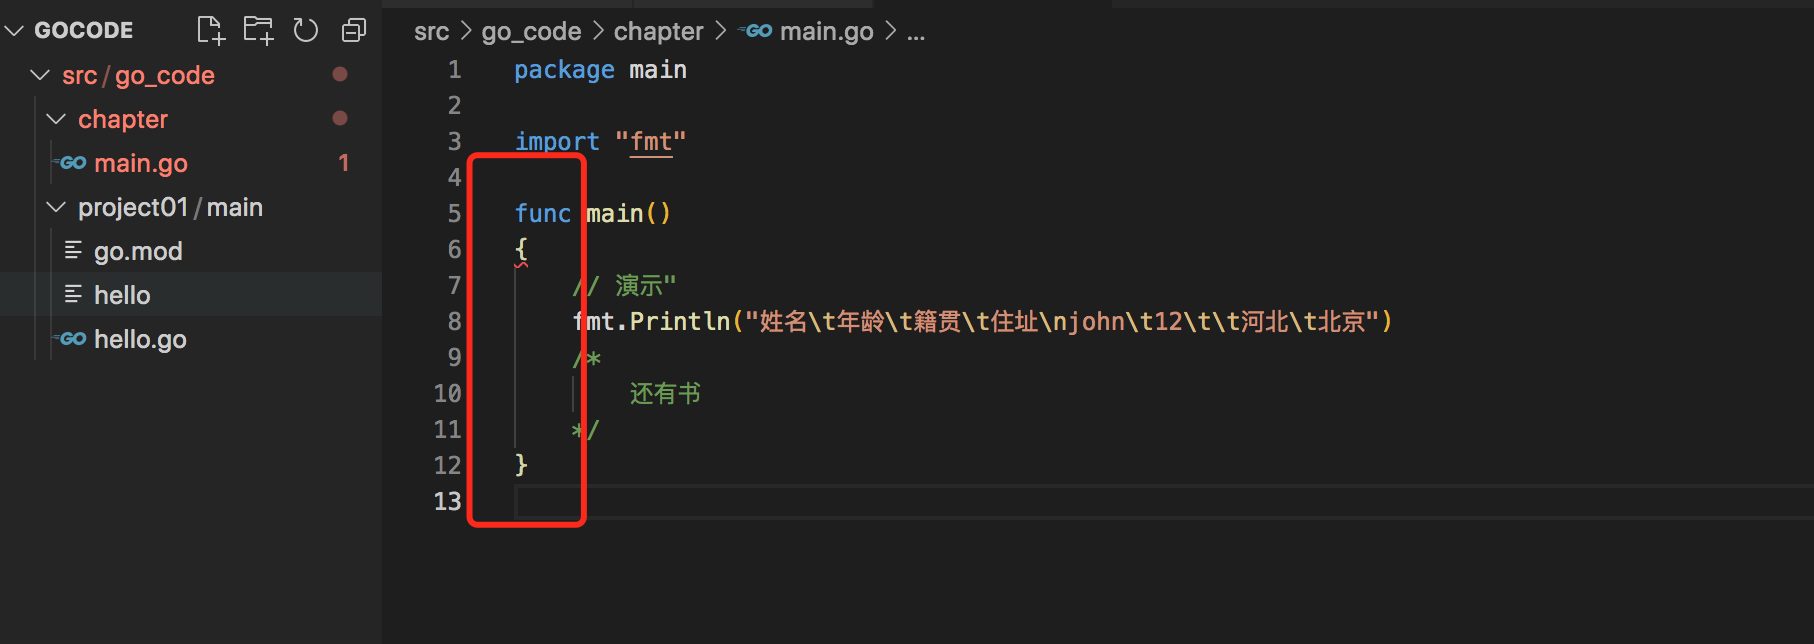 GOCODE
src / go_code
chapter
GO main.go 1
project01 / main
go.mod
hello
GO hello.go
src > go_code > chapter > GO main.go > ...
1 package main
2
3 import "fmt"
4
5 func main()
6 {
7 // 演示"
8 fmt.Println("姓名\t年龄\t籍贯\t住址\njohn\t12\t\t河北\t北京")
9 /*
10 还有书
11 */
12 }
13